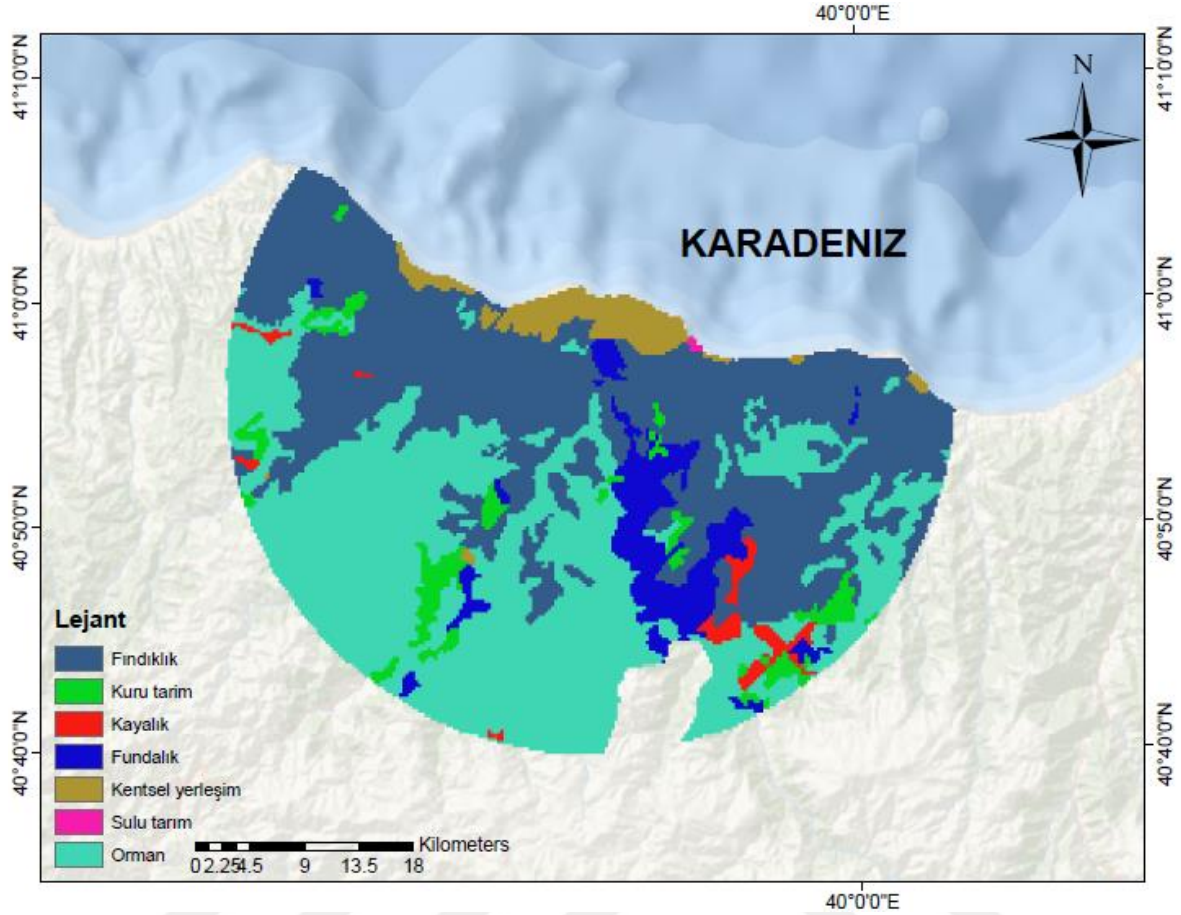 40°0'0"E
41°10'0"N
41°10'0"N
N
KARADENIZ
41°0'0"N
41°0'0"N
40°50'0"N
40°50'0"N
40°40'0"N
40°40'0"N
Lejant
Fındıklık
Kuru tarim
Kayalık
Fundalık
Kentsel yerleşim
Sulu tarım
Orman
Kilometers
0 2.25 4.5 9 13.5 18
40°0'0"E